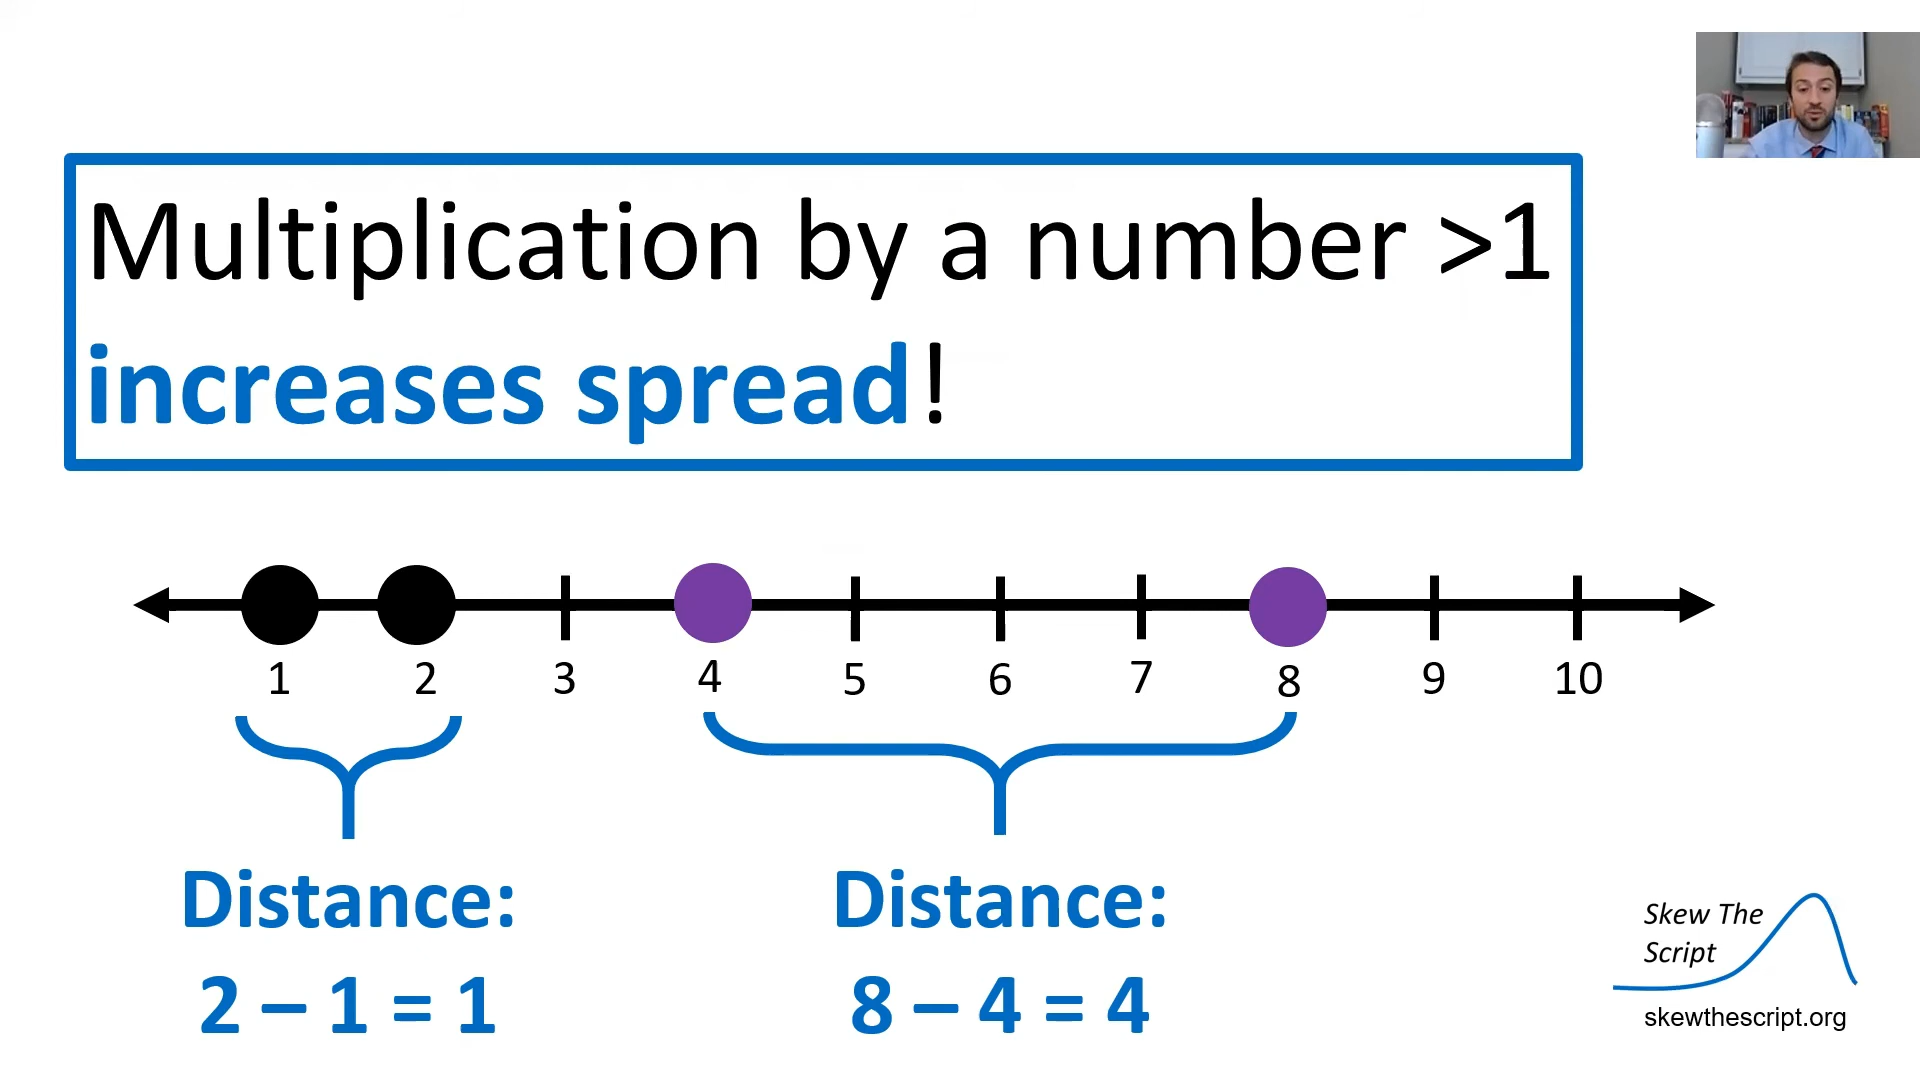 Multiplication by a number >1
increases spread!
1 2 3 4 5 6 7 8 9 10
Distance:
2 – 1 = 1
Distance:
8 – 4 = 4
Skew The
Script
skewthescript.org